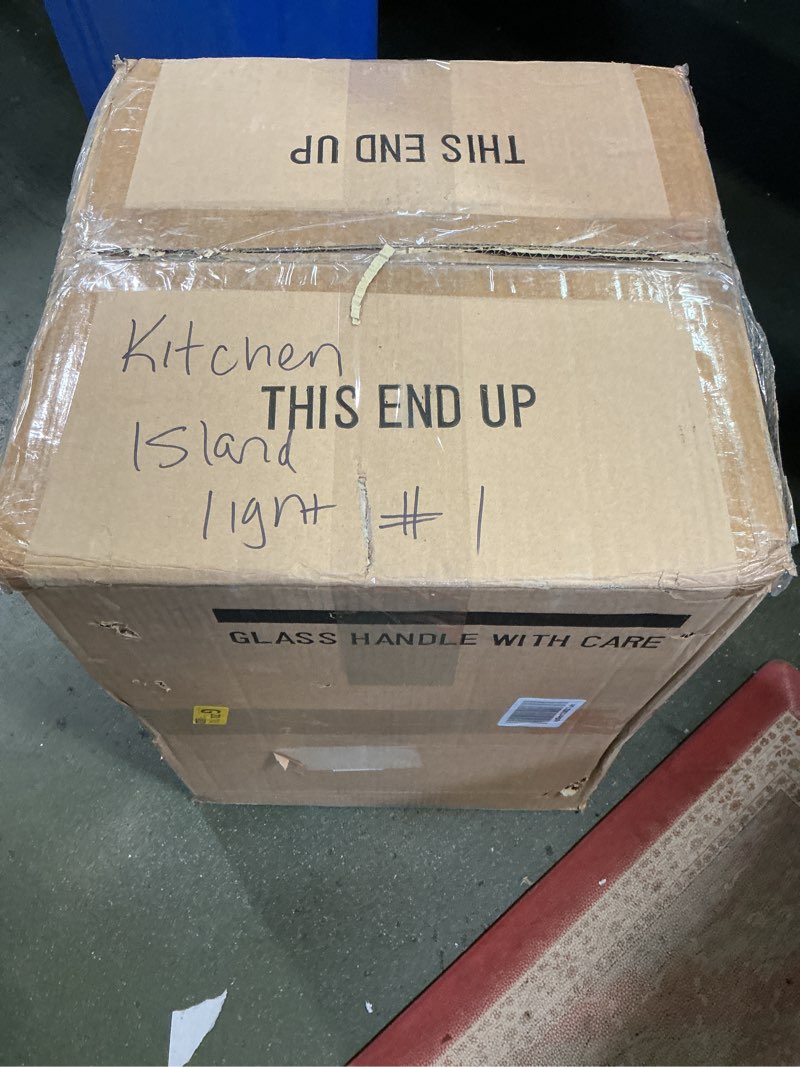 THIS END UP
Kitchen
THIS END UP
Island
light #1
GLASS HANDLE WITH CARE